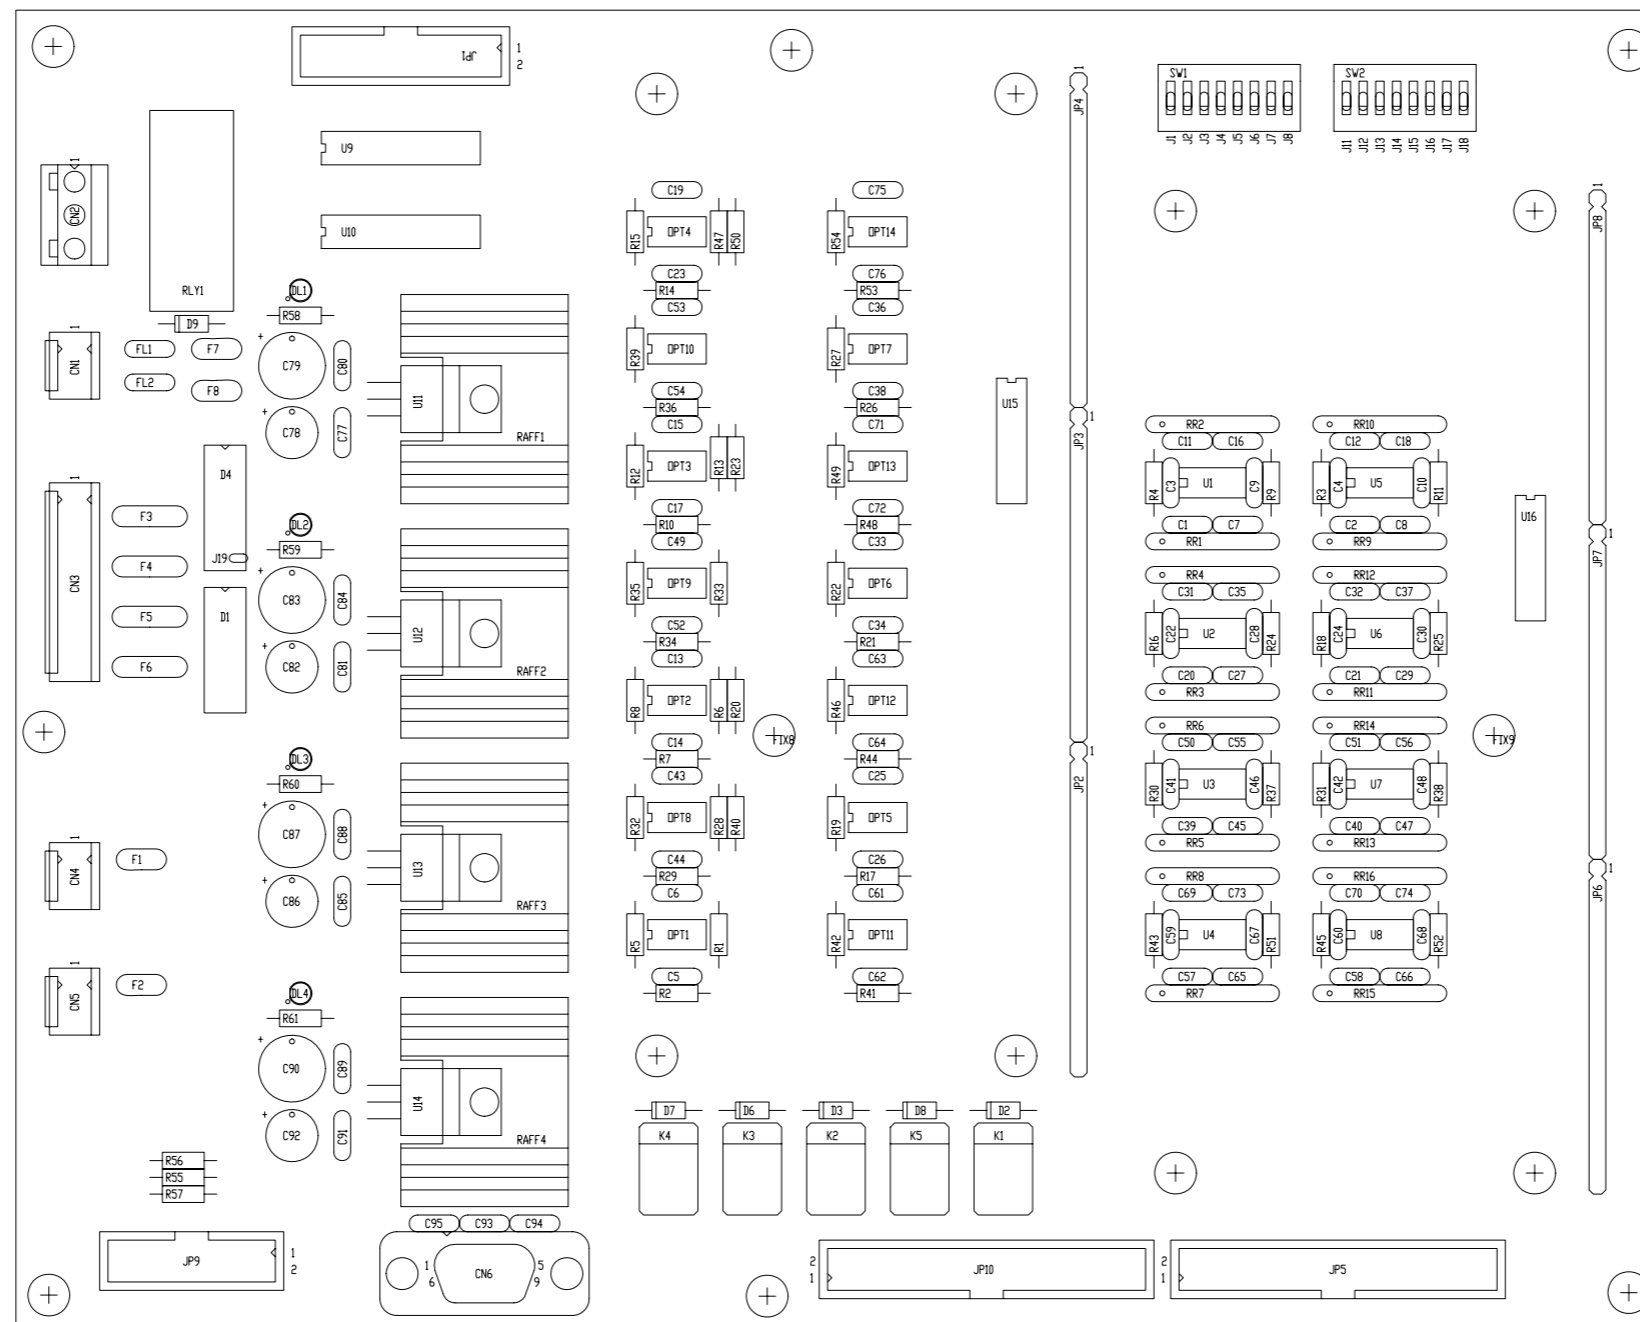 JP1
1
2
SW1
J1 J2 J3 J4 J5 J6 J7 J8
SW2
J11 J12 J13 J14 J15 J16 J17 J18
1
JP4
1
JP3
1
JP2
1
JP8
1
JP7
1
JP6
RLY1
U9
U10
1
CN2
D9
1
CN1
FL1
F7
FL2
F8
D4
J19
D1
1
CN3
F3
F4
F5
F6
1
CN4
F1
1
CN5
F2
R56
R55
R57
JP9
1
2
DL1
R58
+
C79
C80
+
C78
C77
U11
RAFF1
DL2
R59
+
C83
C84
+
C82
C81
U12
RAFF2
DL3
R60
+
C87
C88
+
C86
C85
U13
RAFF3
DL4
R61
+
C90
C89
+
C92
C91
U14
RAFF4
C95 C93 C94
1
6
CN6
5
9
C19
R15 OPT4 R47 R50
C23
R14
C53
R39 OPT10
C54
R36
C15
R12 OPT3 R13 R23
C17
R10
C49
R35 OPT9 R33
C52
R34
C13
R8 OPT2 R6 R20
C14
R7
C43
R32 OPT8 R28 R40
C44
R29
C6
R5 OPT1 R1
C5
R2
C75
R54 OPT14
C76
R53
C36
R27 OPT7
C38
R26
C71
R49 OPT13
C72
R48
C33
R22 OPT6
C34
R21
C63
R46 OPT12
C64
R44
C25
R19 OPT5
C26
R17
C61
R42 OPT11
C62
R41
FIX8
U15
D7 D6 D3 D8 D2
K4 K3 K2 K5 K1
RR2
C11 C16
R4 C3 U1 C9 R9
C1 C7
RR1
RR4
C31 C35
R16 C22 U2 C28 R24
C20 C27
RR3
RR6
C50 C55
R30 C41 U3 C46 R37
C39 C45
RR5
RR8
C69 C73
R43 C59 U4 C67 R51
C57 C65
RR7
RR10
C12 C18
R3 C4 U5 C10 R11
C2 C8
RR9
RR12
C32 C37
R18 C24 U6 C30 R25
C21 C29
RR11
RR14
C51 C56
R31 C42 U7 C48 R38
C40 C47
RR13
RR16
C70 C74
R45 C60 U8 C68 R52
C58 C66
RR15
U16
FIX9
2
1
JP10
2
1
JP5